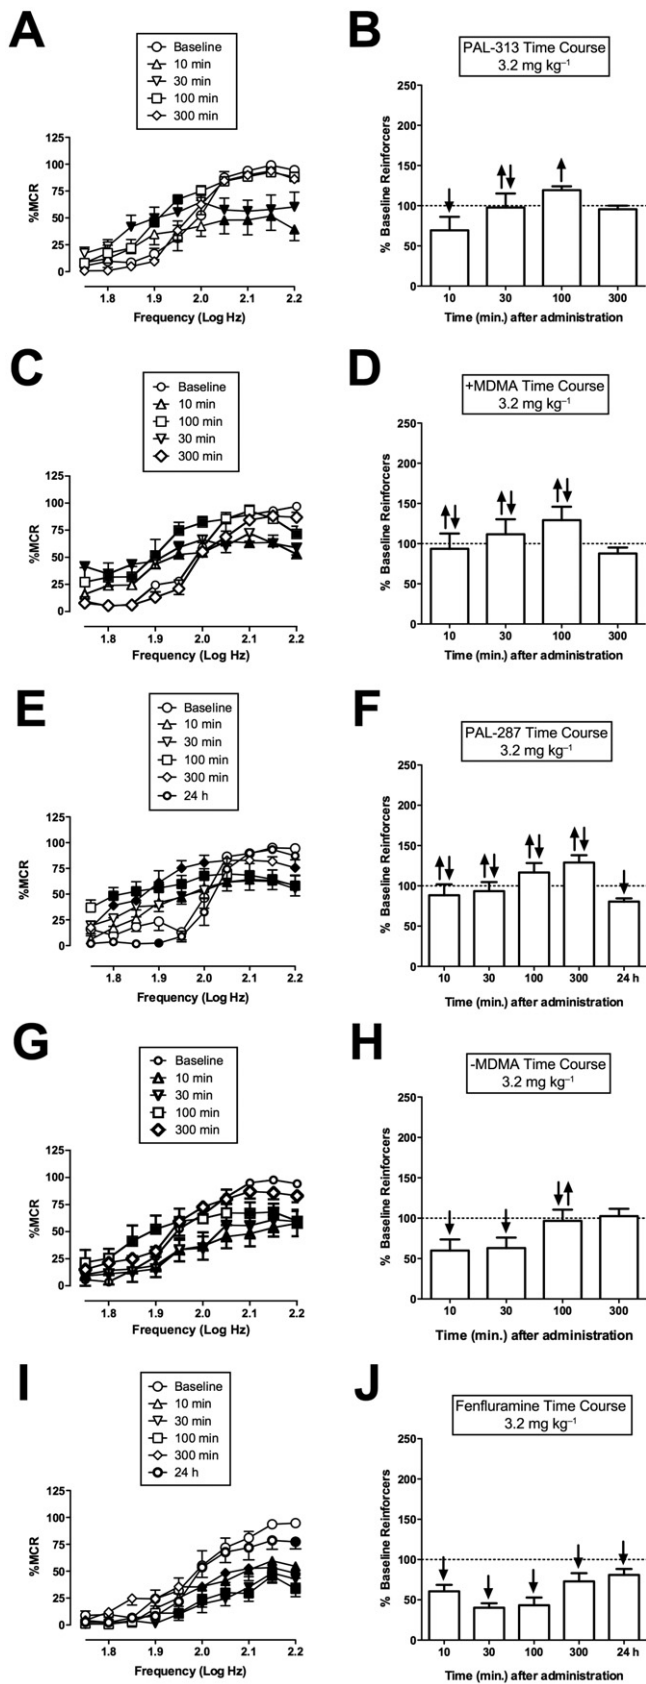 A
Baseline
10 min
30 min
100 min
300 min
%MCR
125
100
75
50
25
0
1.8 1.9 2.0 2.1 2.2
Frequency (Log Hz)
B
PAL-313 Time Course
3.2 mg kg⁻¹
% Baseline Reinforcers
250
200
150
100
50
0
10 30 100 300
Time (min.) after administration
C
Baseline
10 min
100 min
30 min
300 min
%MCR
125
100
75
50
25
0
1.8 1.9 2.0 2.1 2.2
Frequency (Log Hz)
D
+MDMA Time Course
3.2 mg kg⁻¹
% Baseline Reinforcers
250
200
150
100
50
0
10 30 100 300
Time (min.) after administration
E
Baseline
10 min
30 min
100 min
300 min
24 h
%MCR
125
100
75
50
25
0
1.8 1.9 2.0 2.1 2.2
Frequency (Log Hz)
F
PAL-287 Time Course
3.2 mg kg⁻¹
% Baseline Reinforcers
250
200
150
100
50
0
10 30 100 300 24 h
Time (min.) after administration
G
Baseline
10 min
30 min
100 min
300 min
%MCR
125
100
75
50
25
0
1.8 1.9 2.0 2.1 2.2
Frequency (Log Hz)
H
-MDMA Time Course
3.2 mg kg⁻¹
% Baseline Reinforcers
250
200
150
100
50
0
10 30 100 300
Time (min.) after administration
I
Baseline
10 min
30 min
100 min
300 min
24 h
%MCR
125
100
75
50
25
0
1.8 1.9 2.0 2.1 2.2
Frequency (Log Hz)
J
Fenfluramine Time Course
3.2 mg kg⁻¹
% Baseline Reinforcers
250
200
150
100
50
0
10 30 100 300 24 h
Time (min.) after administration